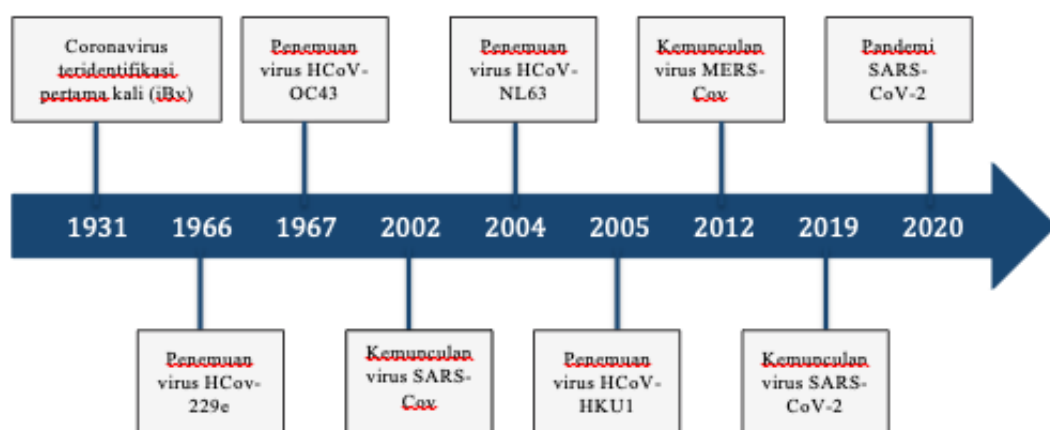 Coronavirus
teridentifikasi
pertama kali (iBv)
Penemuan
virus HCoV-
OC43
Penemuan
virus HCoV-
NL63
Kemunculan
virus MERS-
Cov
Pandemi
SARS-
CoV-2
1931 1966 1967 2002 2004 2005 2012 2019 2020
Penemuan
virus HCov-
229e
Kemunculan
virus SARS-
Cov
Penemuan
virus HCoV-
HKU1
Kemunculan
virus SARS-
CoV-2